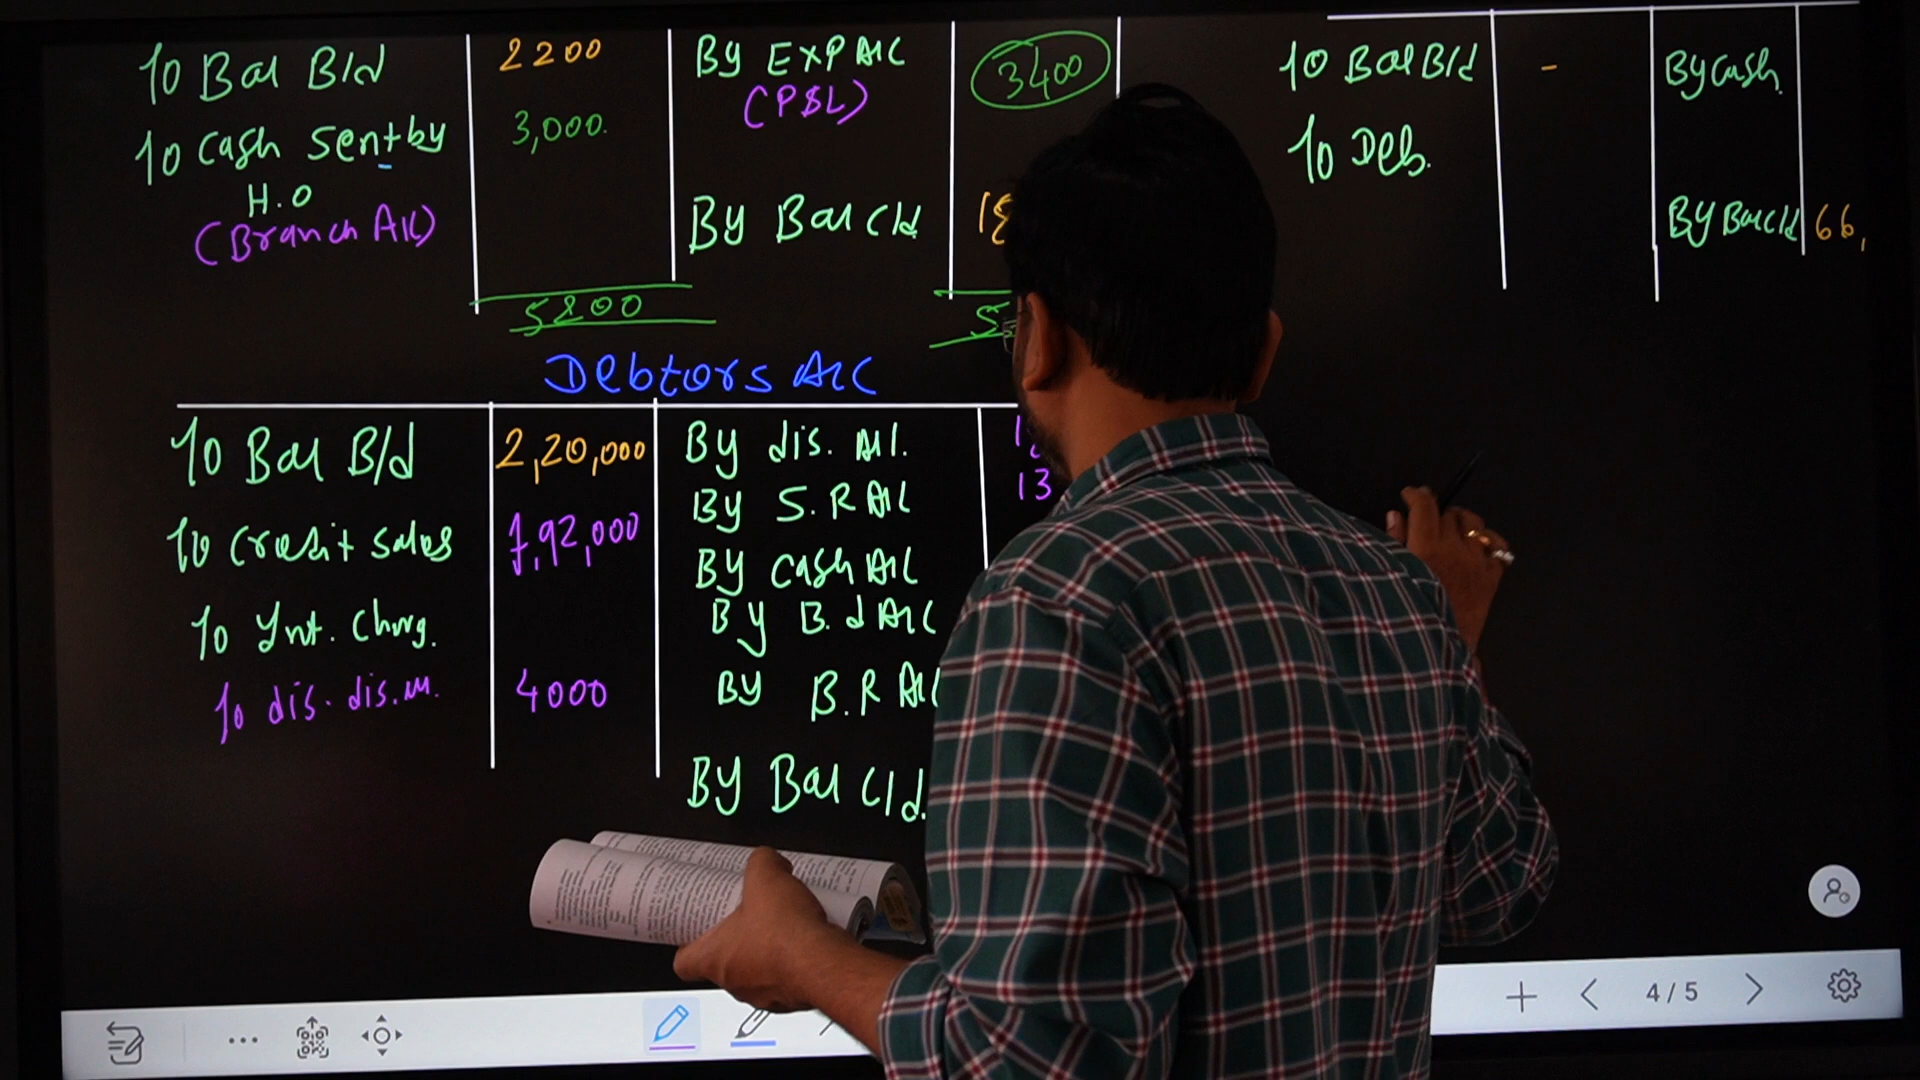 To Bal B/d 2200 By EXP A/C 3400
(P&L)
To Cash Sent by 3,000.
H.O
(Branch A/C) By Bal C/d
5200
To Bal B/d - By Cash
To Deb.
By Bal C/d 66,
Debtors A/C
To Bal B/d 2,20,000 By dis. All.
By S.R A/C 13
To Credit sales 1,92,000
By Cash A/C
To Int. Charg. By B.d A/C
To dis. dis. 4000 By B.R A/C
By Bal C/d.
4 / 5